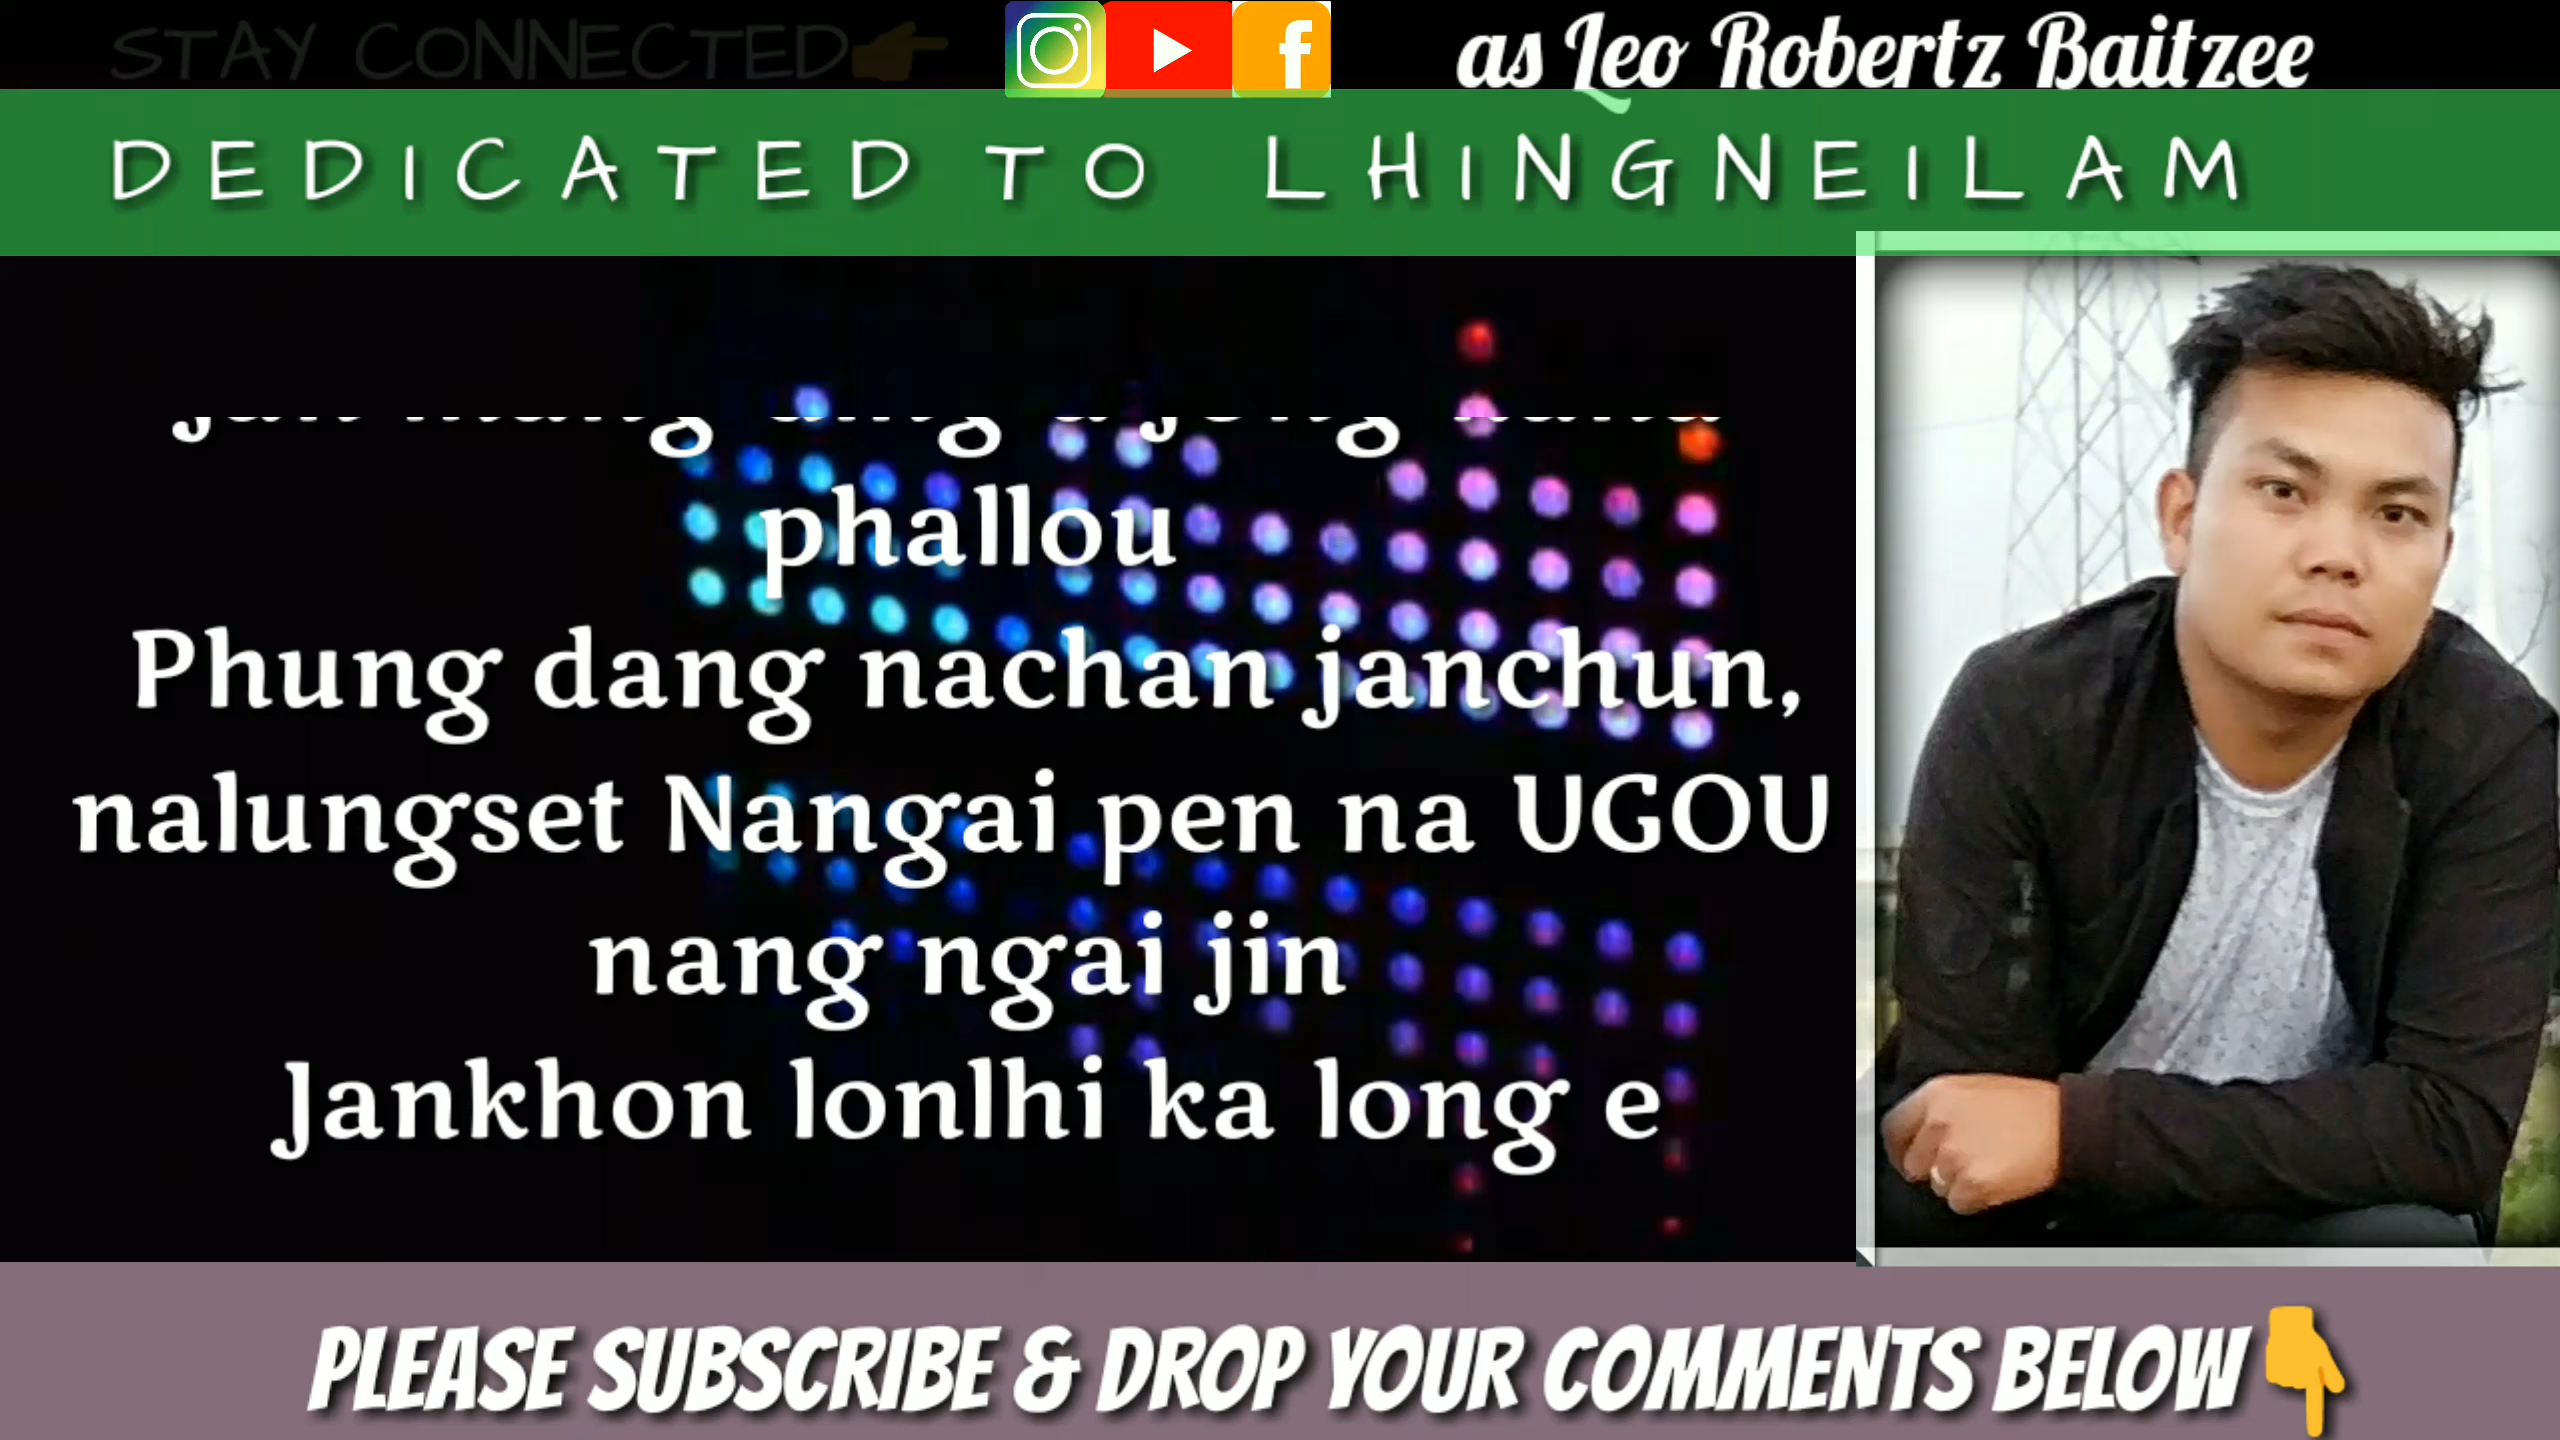 STAY CONNECTED👉 as Leo Robertz Baitzee
DEDICATED TO LHINGNEILAM
phallou
Phung dang nachan janchun,
nalungset Nangai pen na UGOU
nang ngai jin
Jankhon lonlhi ka long e
PLEASE SUBSCRIBE & DROP YOUR COMMENTS BELOW👇